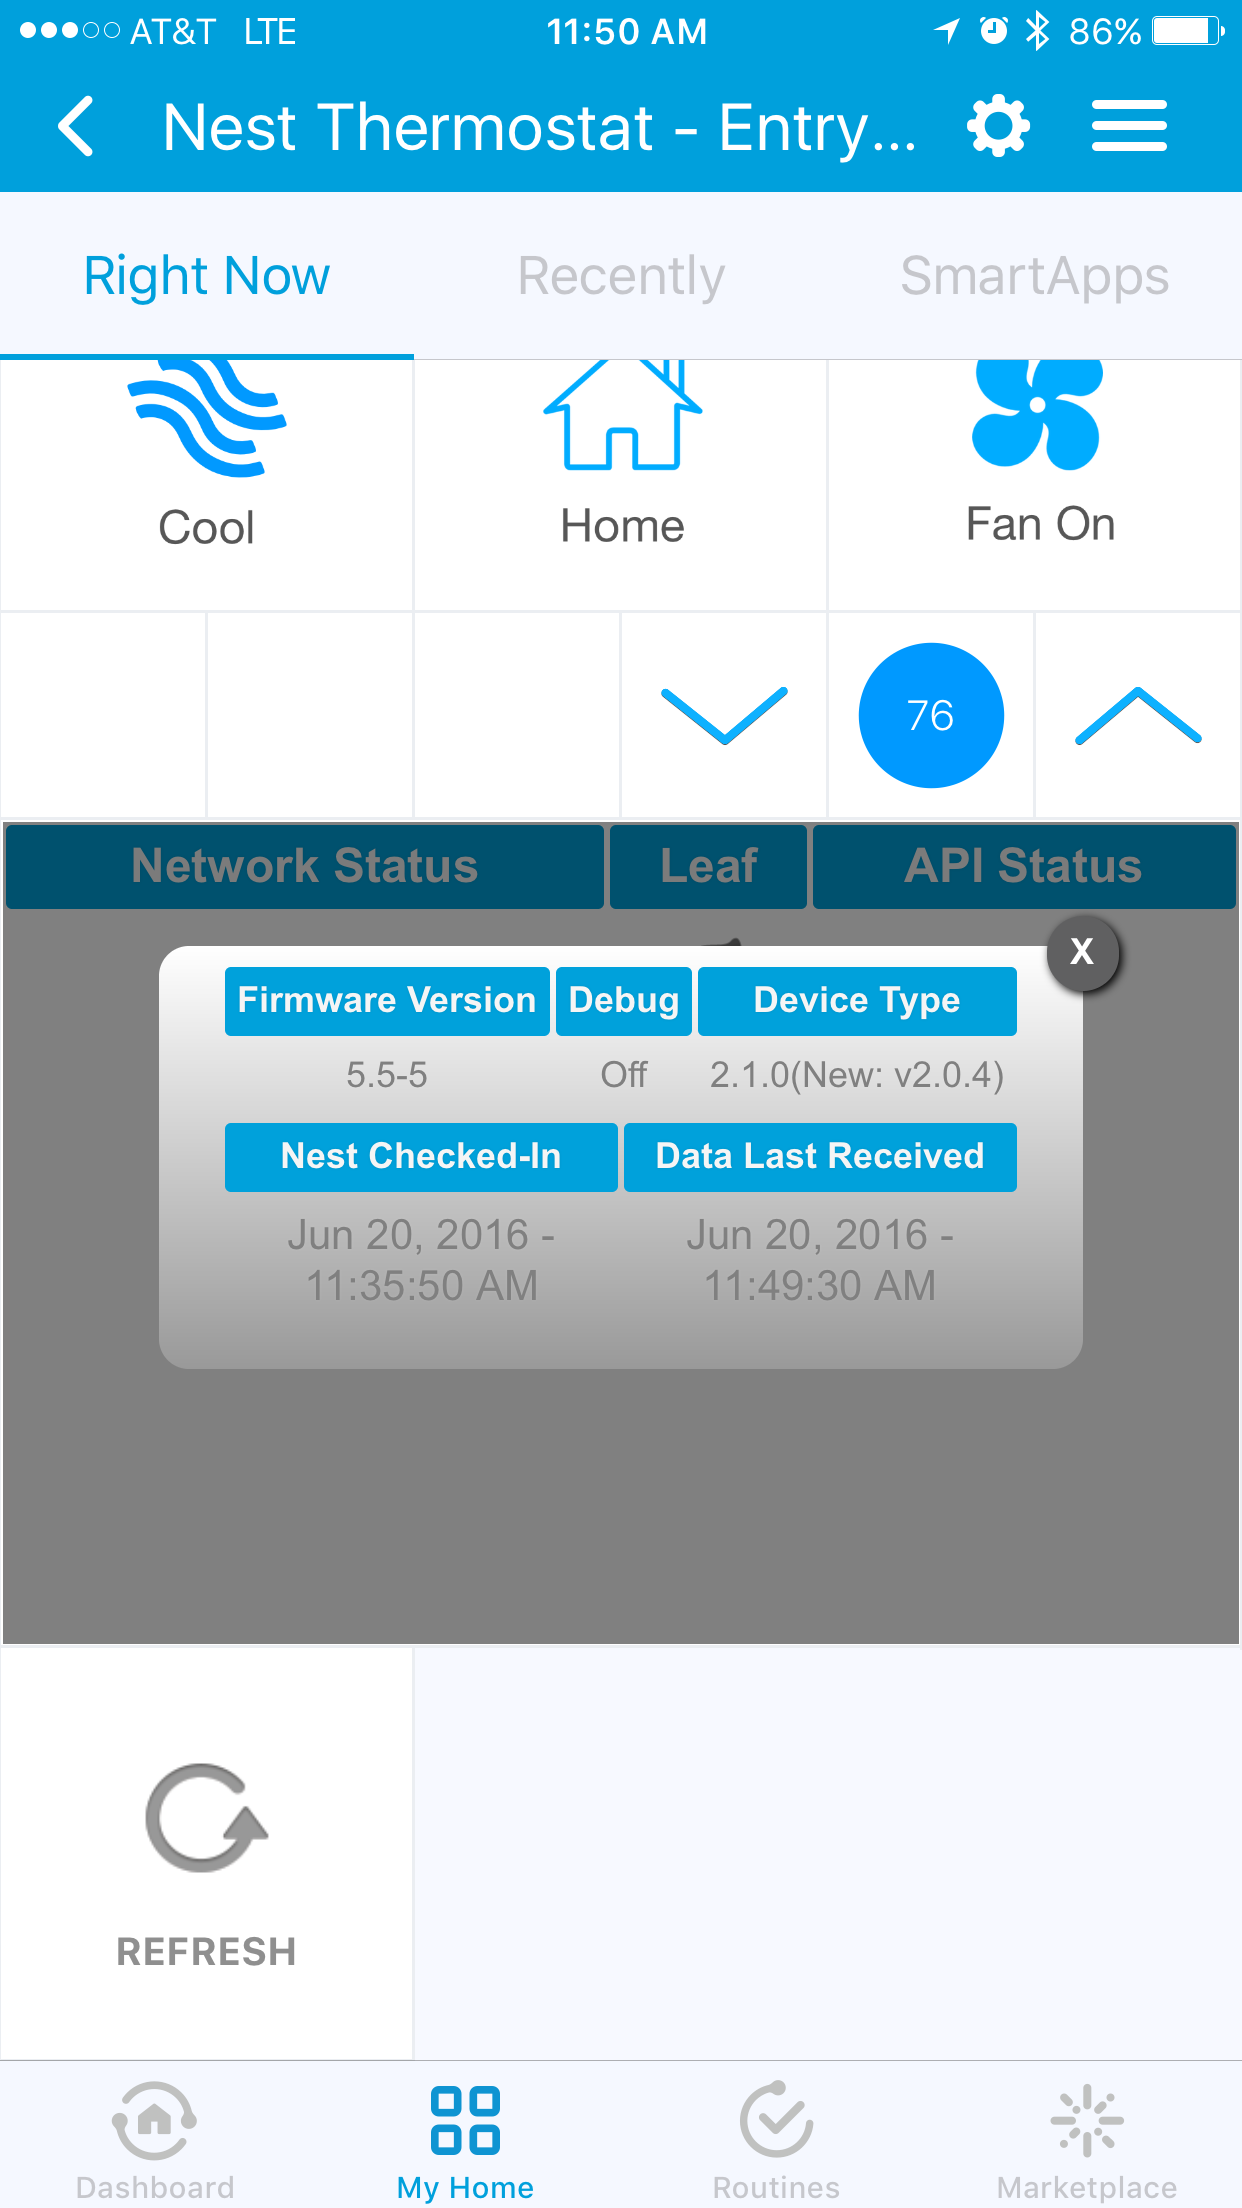 AT&T LTE 11:50 AM 86%
Nest Thermostat - Entry...
Right Now Recently SmartApps
Cool Home Fan On
76
Network Status Leaf API Status
X
Firmware Version Debug Device Type
5.5-5 Off 2.1.0(New: v2.0.4)
Nest Checked-In Data Last Received
Jun 20, 2016 - Jun 20, 2016 -
11:35:50 AM 11:49:30 AM
REFRESH
Dashboard My Home Routines Marketplace